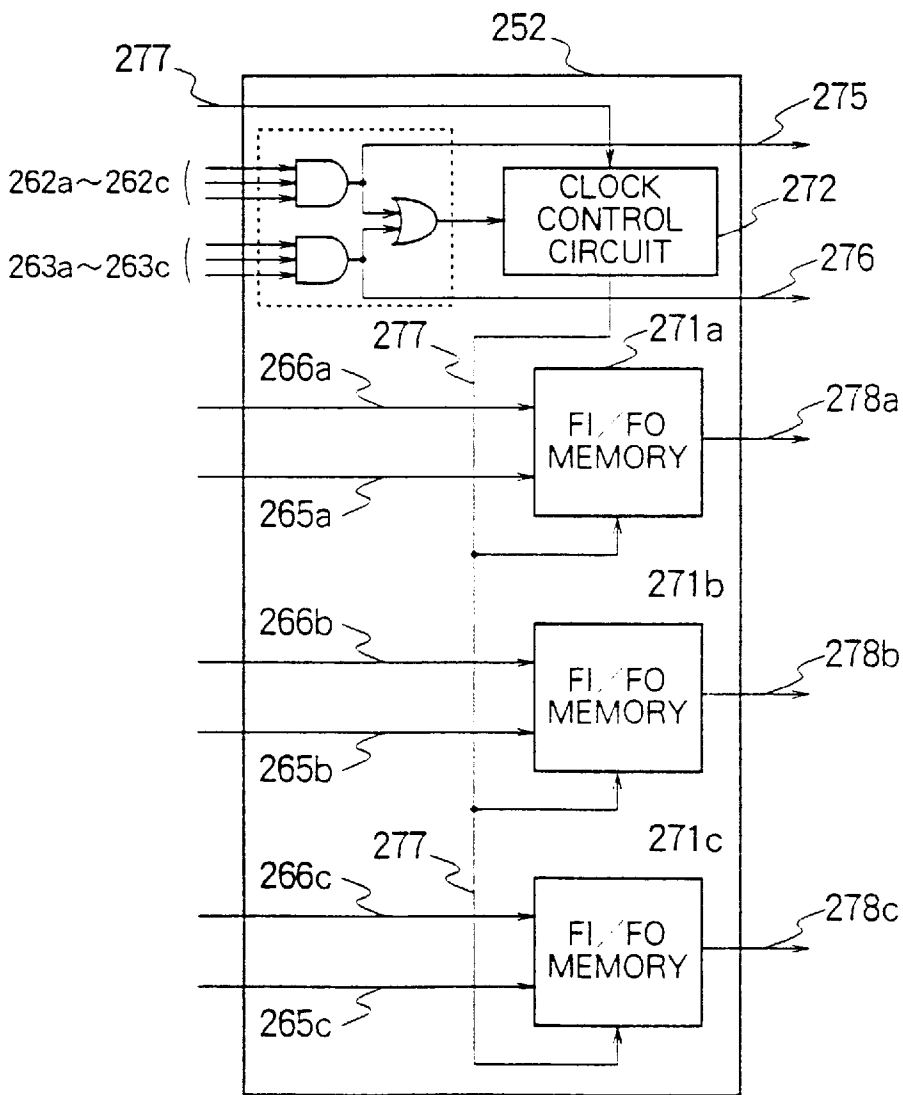 252
277
275
262a~262c
CLOCK
CONTROL
CIRCUIT
272
263a~263c
276
277
271a
266a
278a
FI/FO
MEMORY
265a
271b
266b
278b
FI/FO
MEMORY
265b
277
271c
266c
278c
FI/FO
MEMORY
265c